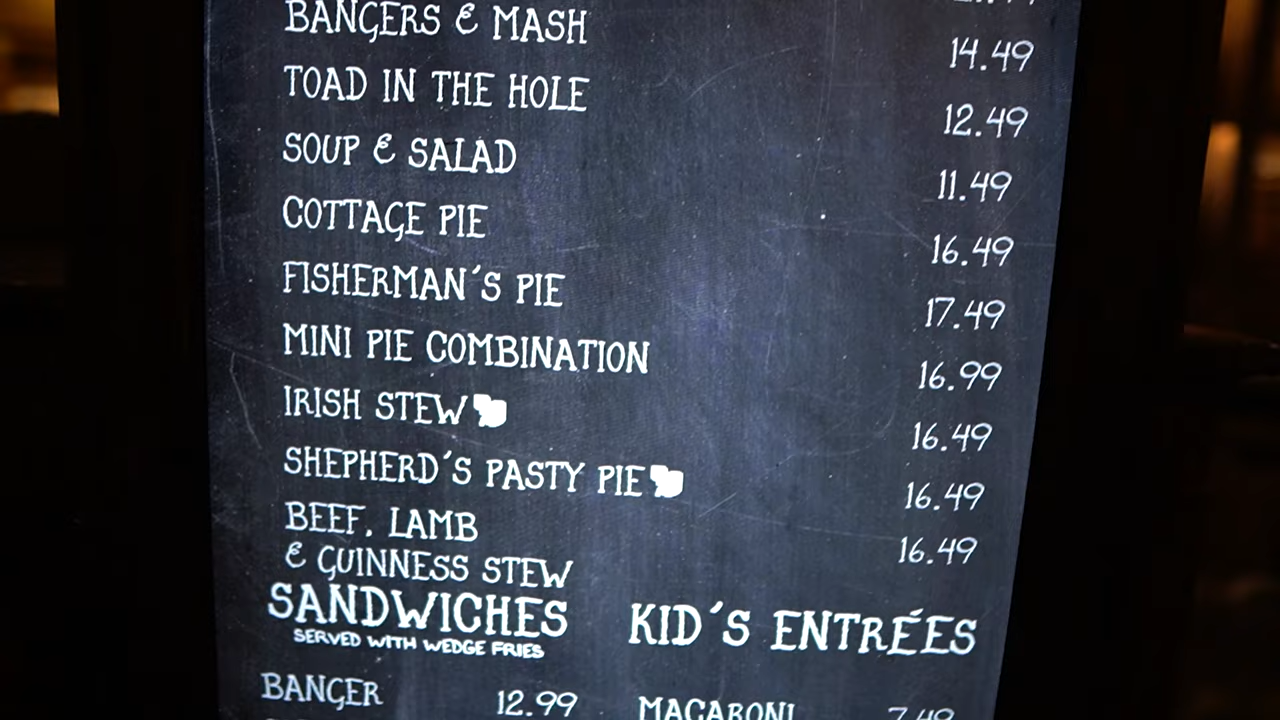 BANGERS & MASH 14.49
TOAD IN THE HOLE 12.49
SOUP & SALAD 11.49
COTTAGE PIE 16.49
FISHERMAN´S PIE 17.49
MINI PIE COMBINATION 16.99
IRISH STEW 16.49
SHEPHERD´S PASTY PIE 16.49
BEEF, LAMB 16.49
& GUINNESS STEW
SANDWICHES
SERVED WITH WEDGE FRIES
BANGER 12.99
KID´S ENTRÉES
MACARONI 7.49